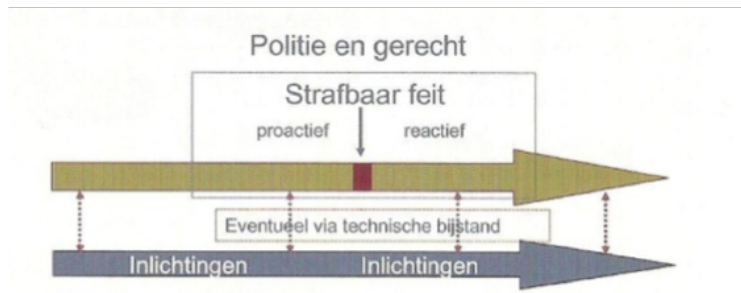 Politie en gerecht
Strafbaar feit
proactief reactief
Eventueel via technische bijstand
Inlichtingen Inlichtingen